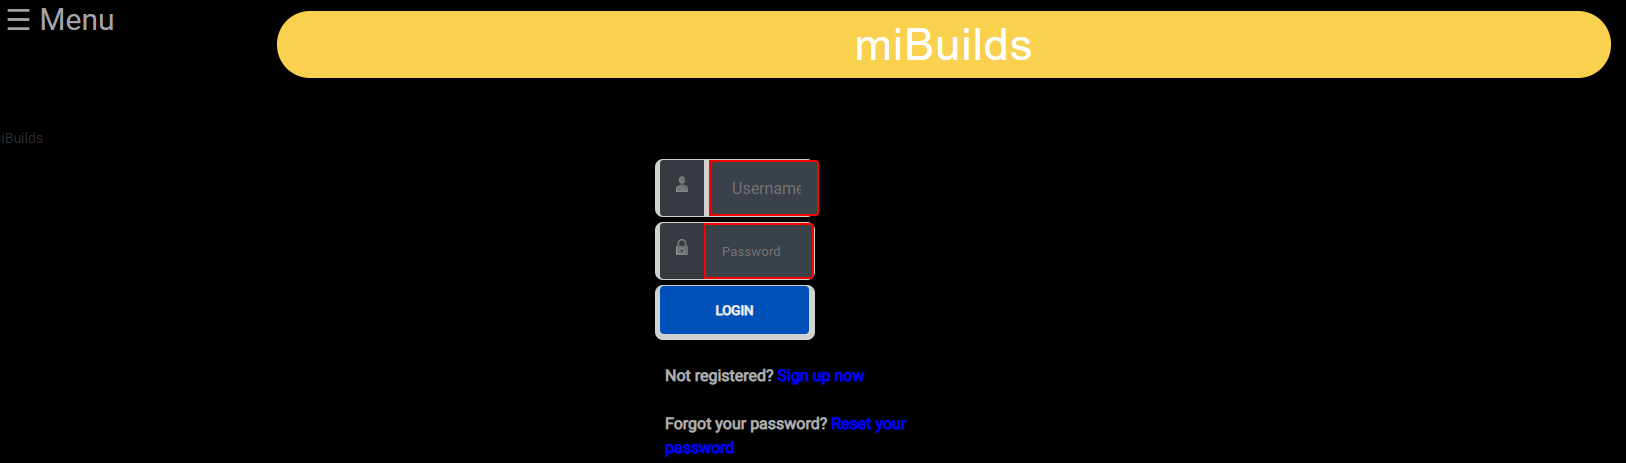 ☰ Menu
miBuilds
iBuilds
Username
Password
LOGIN
Not registered? Sign up now
Forgot your password? Reset your
password